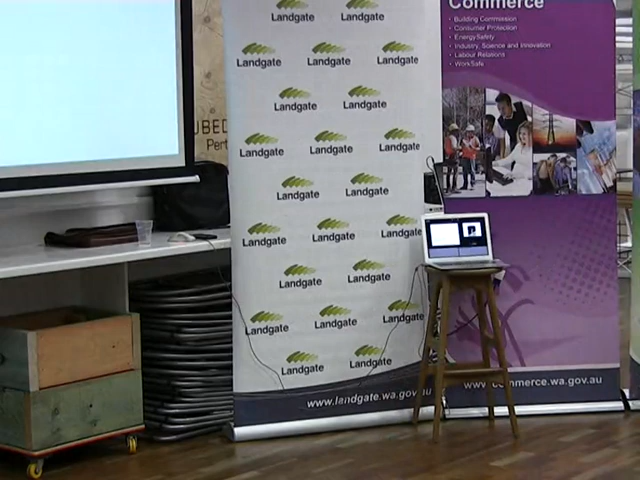 Landgate Landgate
Landgate Landgate Landgate
Landgate Landgate
Landgate Landgate Landgate
Landgate Landgate
Landgate Landgate Landgate
Landgate Landgate
Landgate Landgate Landgate
Landgate Landgate
www.landgate.wa.gov.au
Commerce
· Building Commission
· Consumer Protection
· EnergySafety
· Industry, Science and Innovation
· Labour Relations
· WorkSafe
www.commerce.wa.gov.au
UBED
Pert